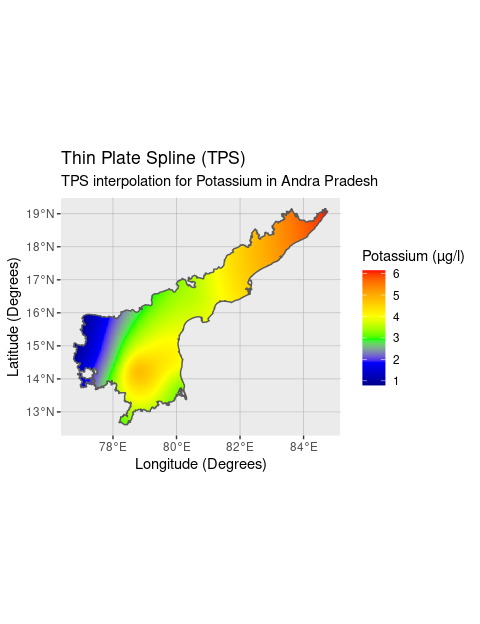 Thin Plate Spline (TPS)
TPS interpolation for Potassium in Andra Pradesh
19°N
18°N
17°N
16°N
15°N
14°N
13°N
Latitude (Degrees)
78°E 80°E 82°E 84°E
Longitude (Degrees)
Potassium (µg/l)
6
5
4
3
2
1